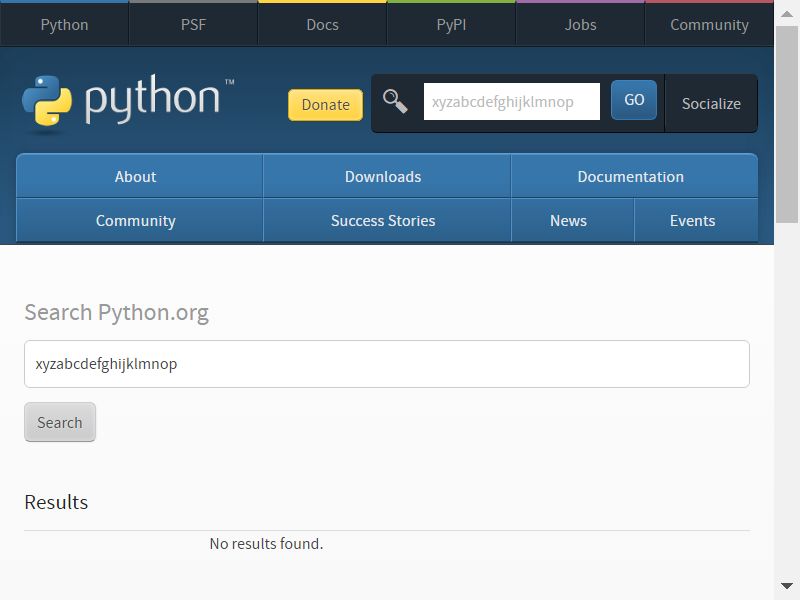 Python PSF Docs PyPI Jobs Community
python™ Donate xyzabcdefghijklmnop GO Socialize
About Downloads Documentation
Community Success Stories News Events
Search Python.org
xyzabcdefghijklmnop
Search
Results
No results found.